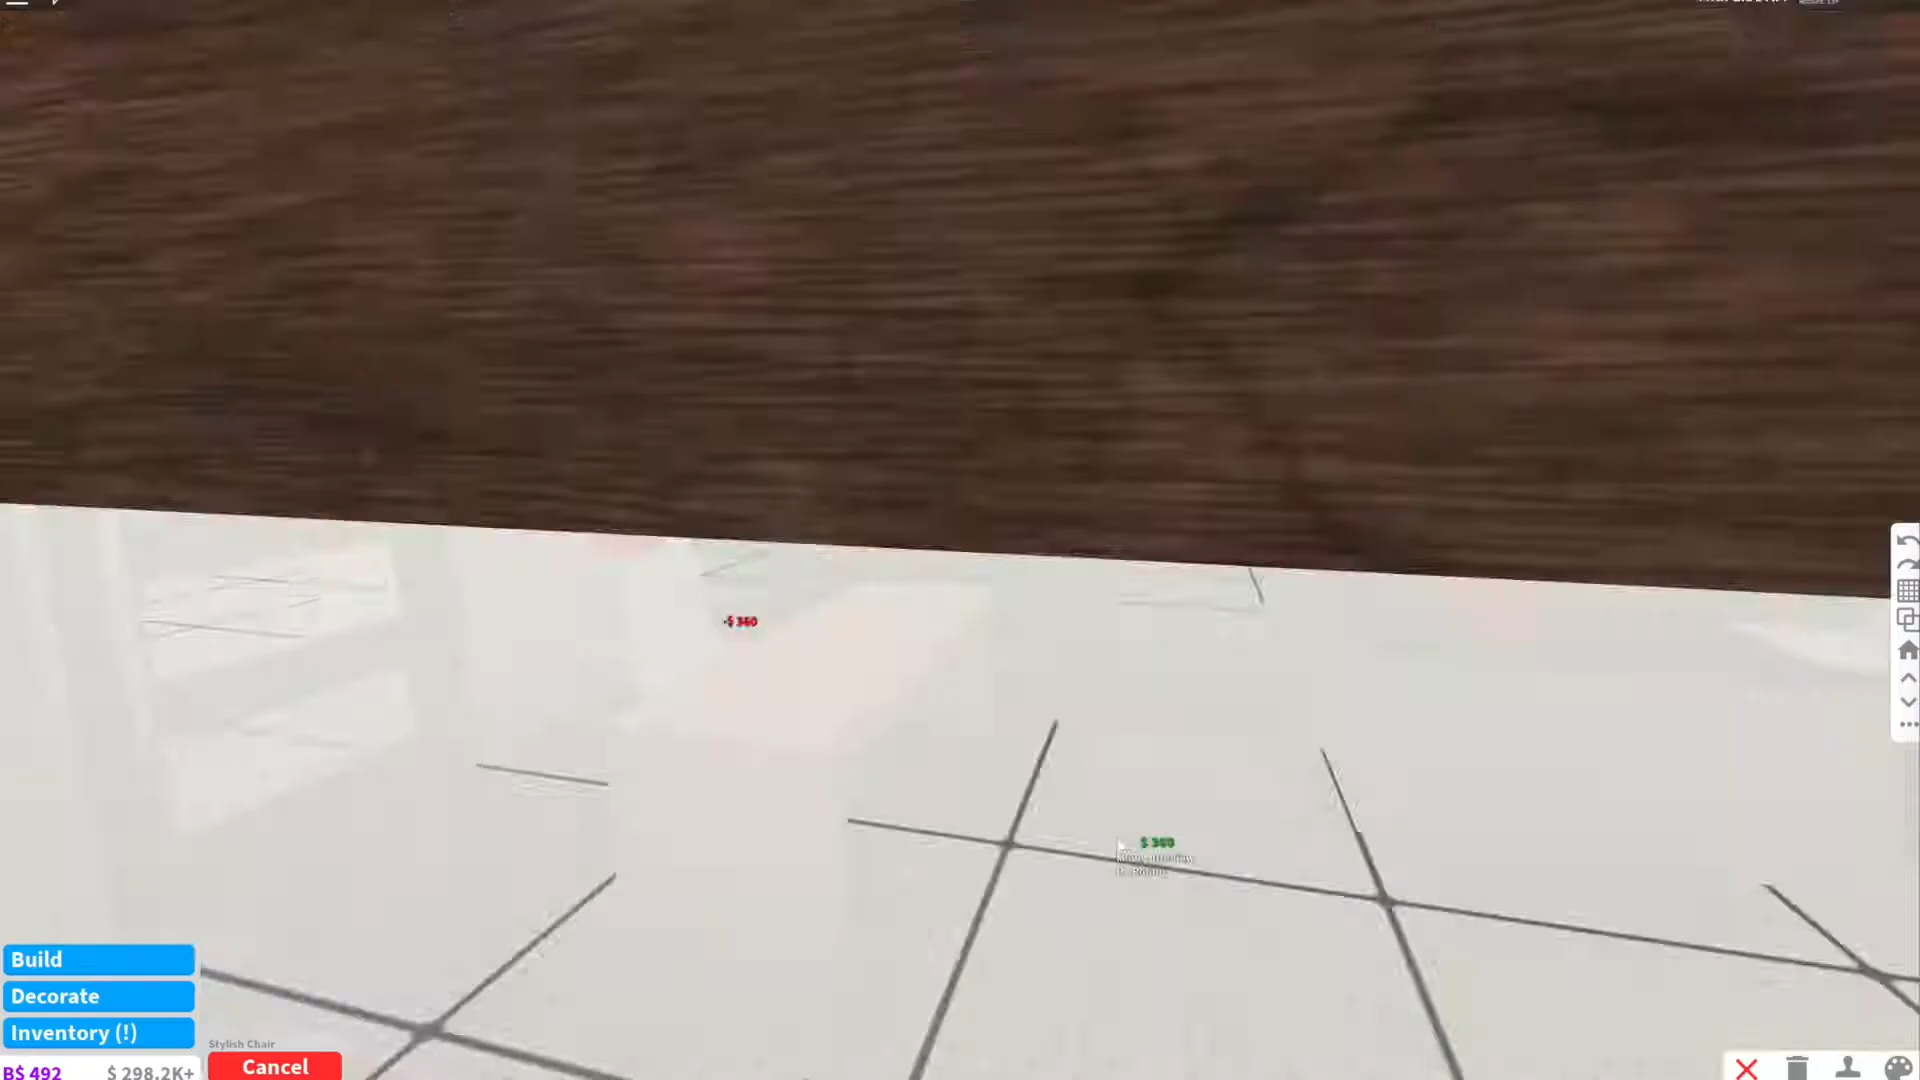 -$ 360
$ 360
Build
Decorate
Inventory (!)
Stylish Chair
B$ 492
$ 298.2K+
Cancel